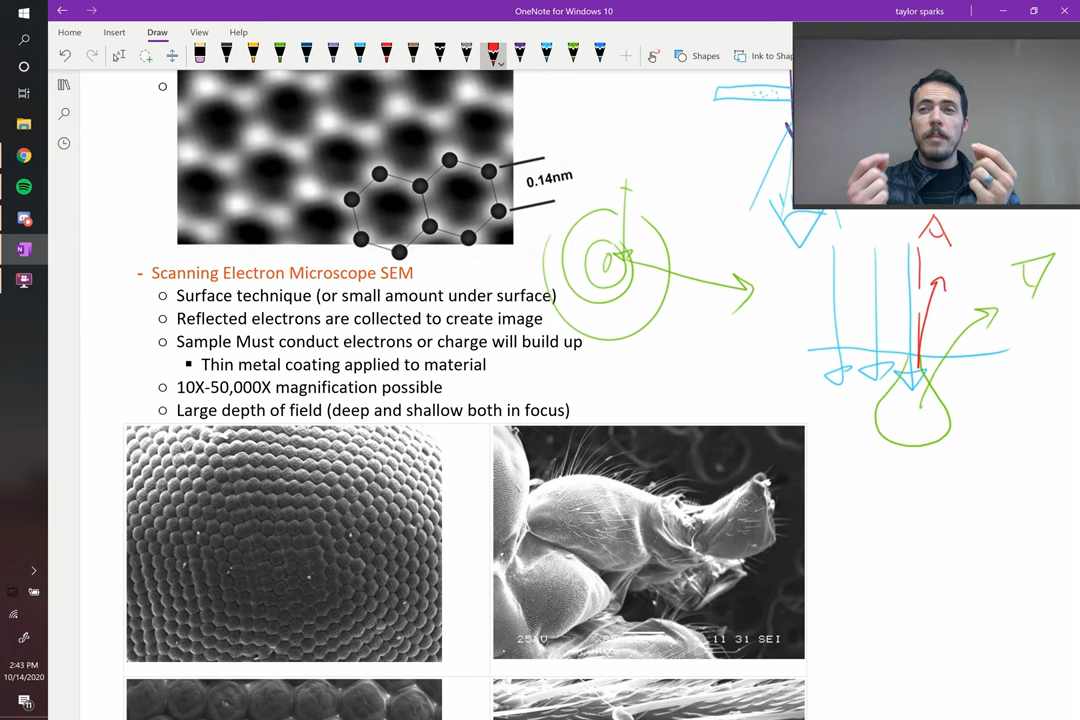 OneNote for Windows 10
taylor sparks
Home Insert Draw View Help
Shapes
Ink to Shap
0.14nm
- Scanning Electron Microscope SEM
Surface technique (or small amount under surface)
Reflected electrons are collected to create image
Sample Must conduct electrons or charge will build up
Thin metal coating applied to material
10X-50,000X magnification possible
Large depth of field (deep and shallow both in focus)
11 31 SEI
2:43 PM
10/14/2020